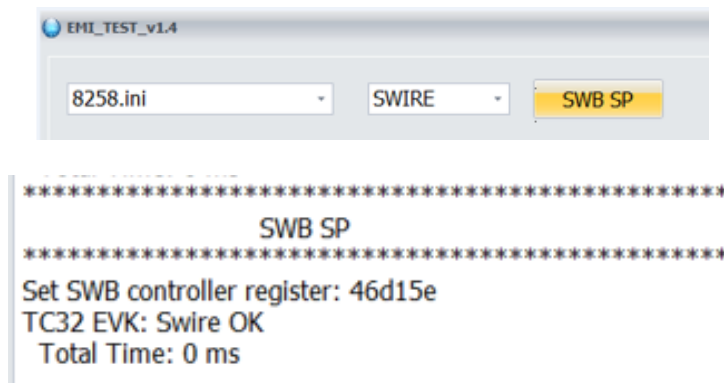 EMI_TEST_v1.4
8258.ini SWIRE SWB SP
**************************************************
SWB SP
**************************************************
Set SWB controller register: 46d15e
TC32 EVK: Swire OK
Total Time: 0 ms